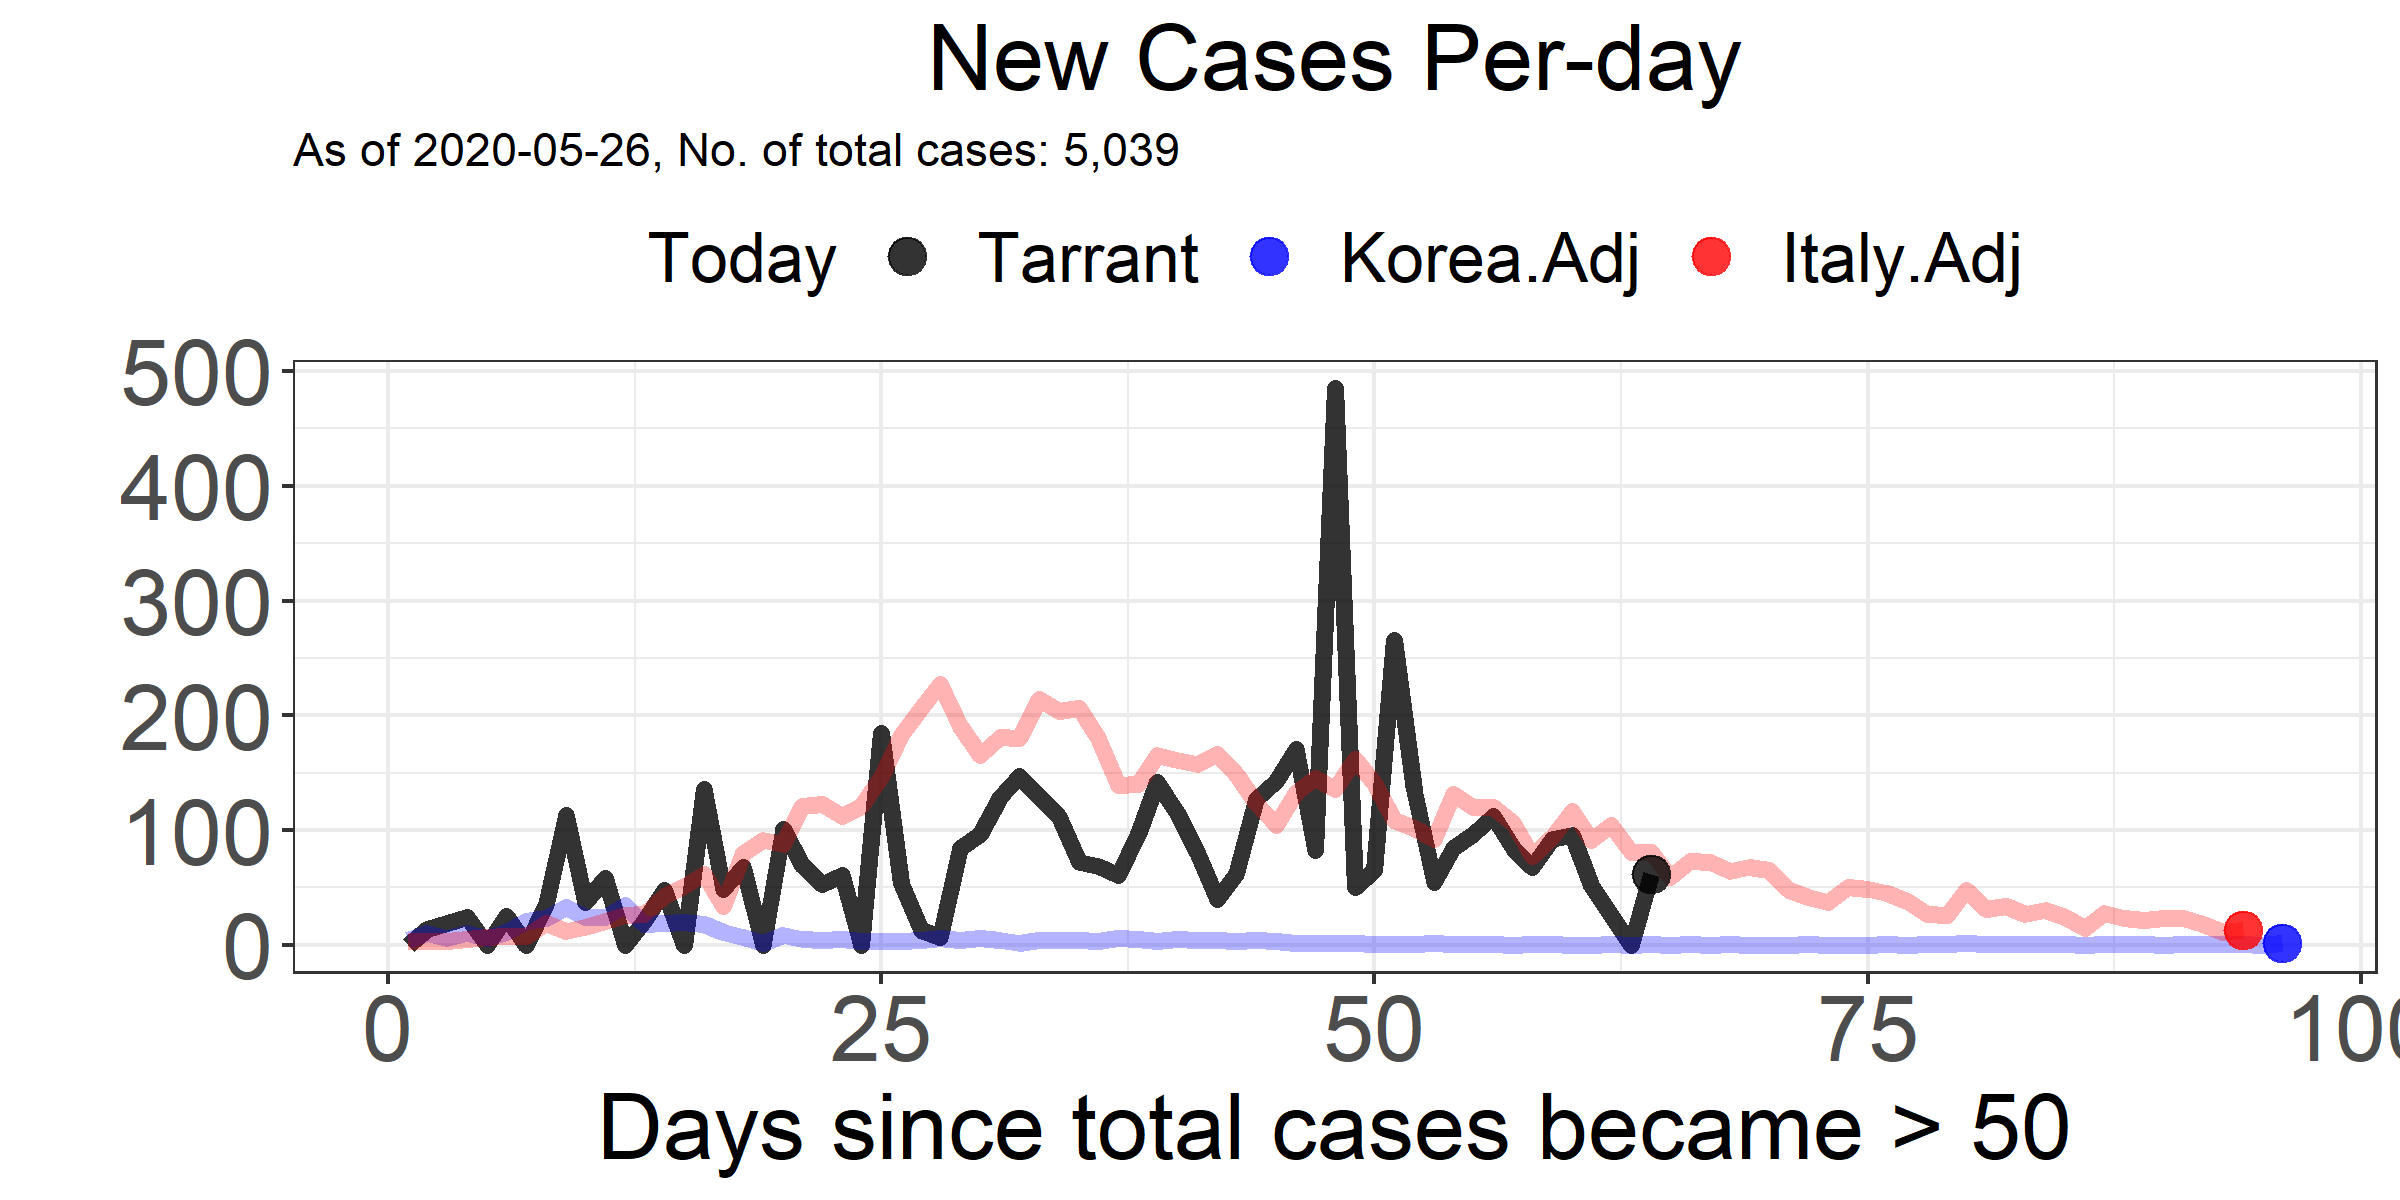 New Cases Per-day
As of 2020-05-26, No. of total cases: 5,039
Today Tarrant Korea.Adj Italy.Adj
500
400
300
200
100
0
0 25 50 75 100
Days since total cases became > 50